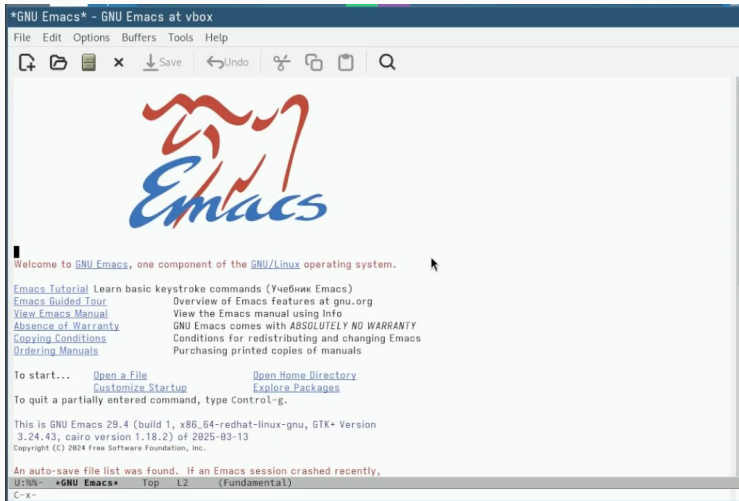 *GNU Emacs* - GNU Emacs at vbox
File Edit Options Buffers Tools Help
Save Undo
Emacs
Welcome to GNU Emacs, one component of the GNU/Linux operating system.
Emacs Tutorial Learn basic keystroke commands (Учебник Emacs)
Emacs Guided Tour Overview of Emacs features at gnu.org
View Emacs Manual View the Emacs manual using Info
Absence of Warranty GNU Emacs comes with ABSOLUTELY NO WARRANTY
Copying Conditions Conditions for redistributing and changing Emacs
Ordering Manuals Purchasing printed copies of manuals
To start... Open a File Open Home Directory
Customize Startup Explore Packages
To quit a partially entered command, type Control-g.
This is GNU Emacs 29.4 (build 1, x86_64-redhat-linux-gnu, GTK+ Version
3.24.43, cairo version 1.18.2) of 2025-03-13
Copyright (C) 2024 Free Software Foundation, Inc.
An auto-save file list was found. If an Emacs session crashed recently,
U:%%- *GNU Emacs* Top L2 (Fundamental)
C-x-